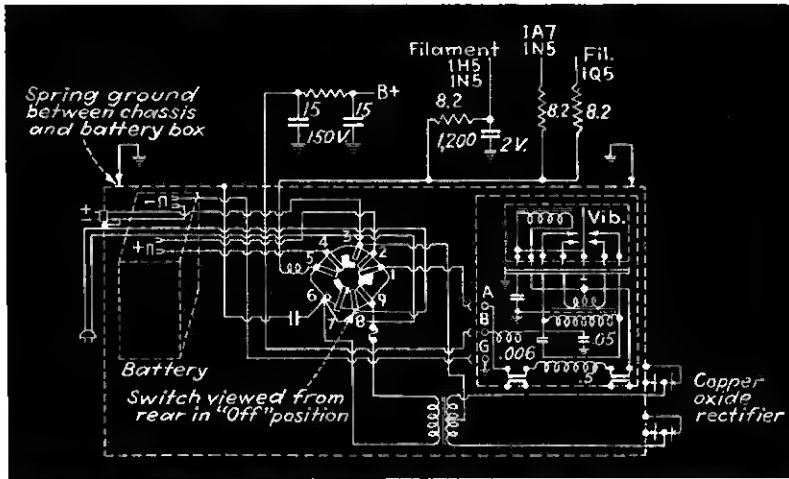 1A7
1N5
Filament
1H5
1N5
Fil.
1Q5
Spring ground
between chassis
and battery box
15
15
B+
150V.
8.2
1,200
2V.
8.2
8.2
Vib.
±
-
+
3
4
2
5
1
6
9
7
8
A
B
G
.006
.05
.5
Battery
Switch viewed from
rear in "Off" position
Copper
oxide
rectifier